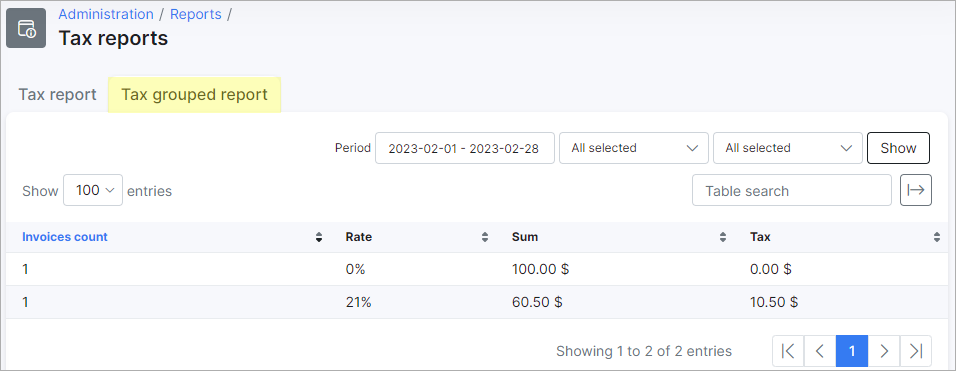 Administration / Reports /
Tax reports
Tax report Tax grouped report
Period 2023-02-01 - 2023-02-28 All selected All selected Show
Show 100 entries Table search
Invoices count Rate Sum Tax
1 0% 100.00 $ 0.00 $
1 21% 60.50 $ 10.50 $
Showing 1 to 2 of 2 entries 1